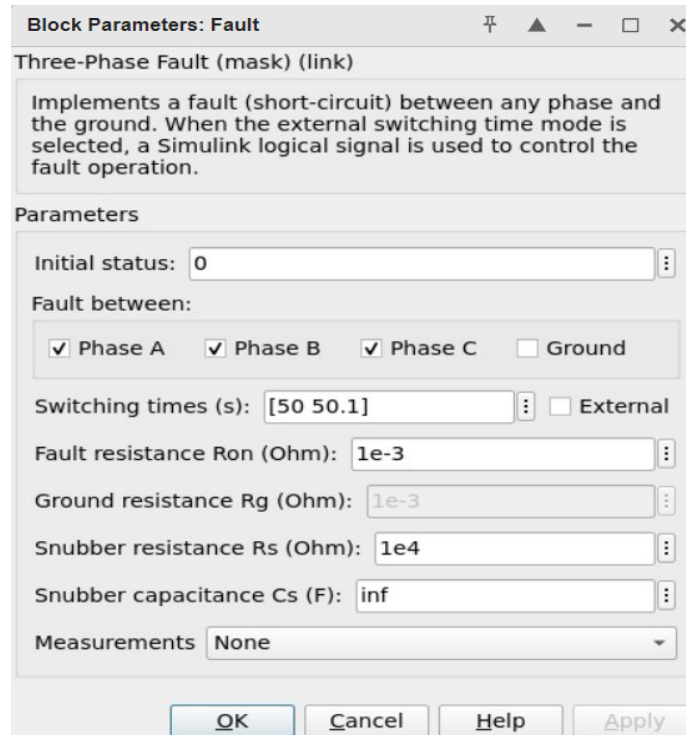 Block Parameters: Fault
Three-Phase Fault (mask) (link)
Implements a fault (short-circuit) between any phase and
the ground. When the external switching time mode is
selected, a Simulink logical signal is used to control the
fault operation.
Parameters
Initial status: 0
Fault between:
Phase A Phase B Phase C Ground
Switching times (s): [50 50.1] External
Fault resistance Ron (Ohm): 1e-3
Ground resistance Rg (Ohm): 1e-3
Snubber resistance Rs (Ohm): 1e4
Snubber capacitance Cs (F): inf
Measurements None
OK Cancel Help Apply